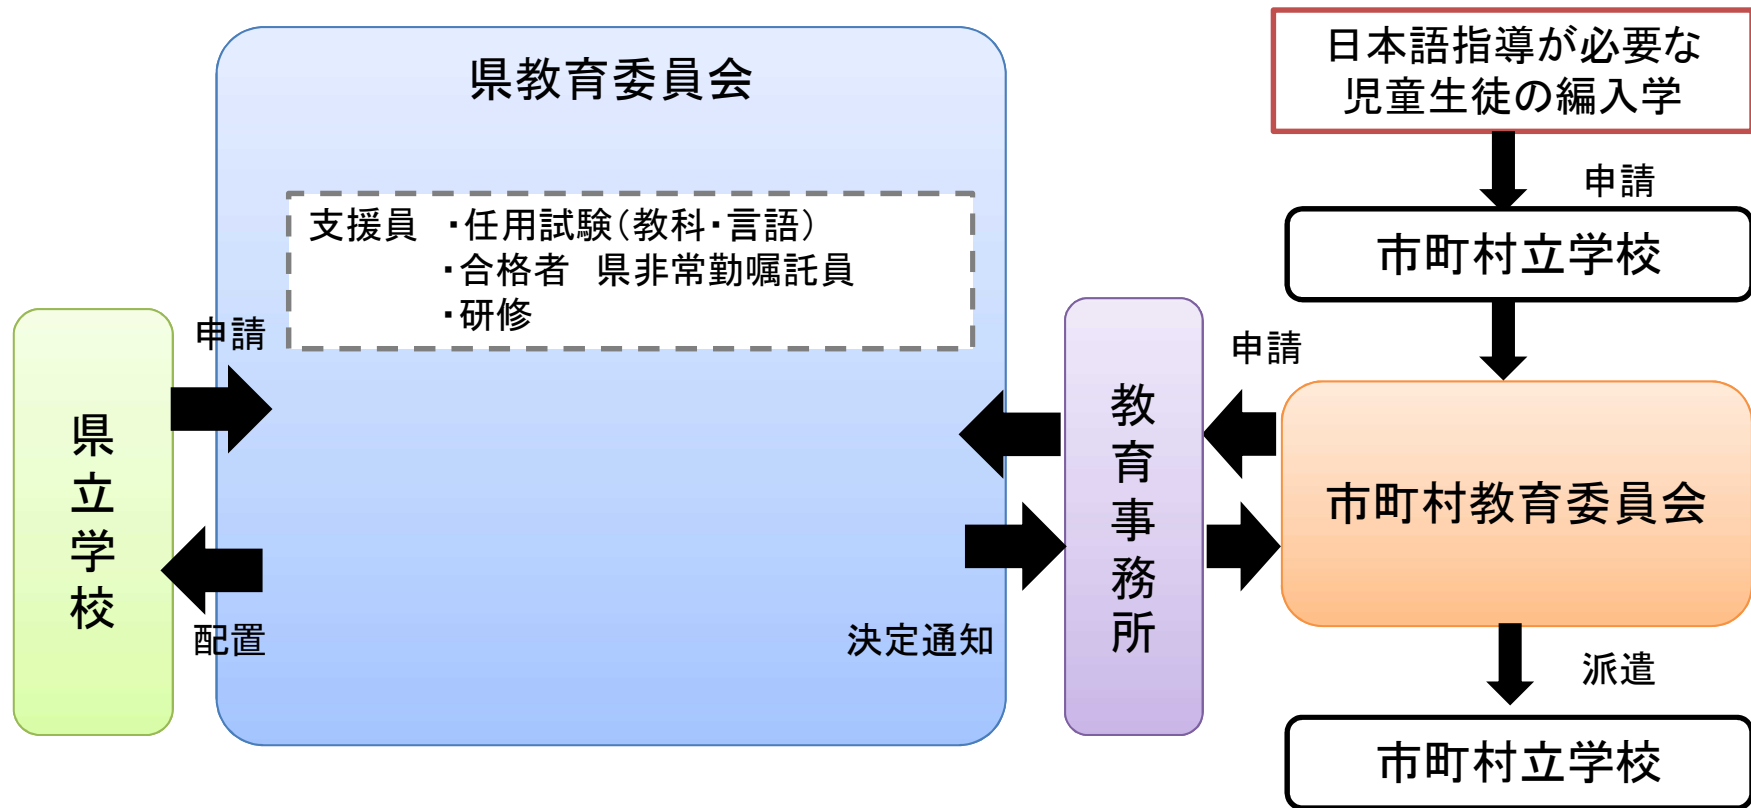 県教育委員会
支援員 ・任用試験(教科・言語)
・合格者 県非常勤嘱託員
・研修
県立学校
申請
配置
決定通知
教育事務所
申請
日本語指導が必要な
児童生徒の編入学
申請
市町村立学校
市町村教育委員会
派遣
市町村立学校